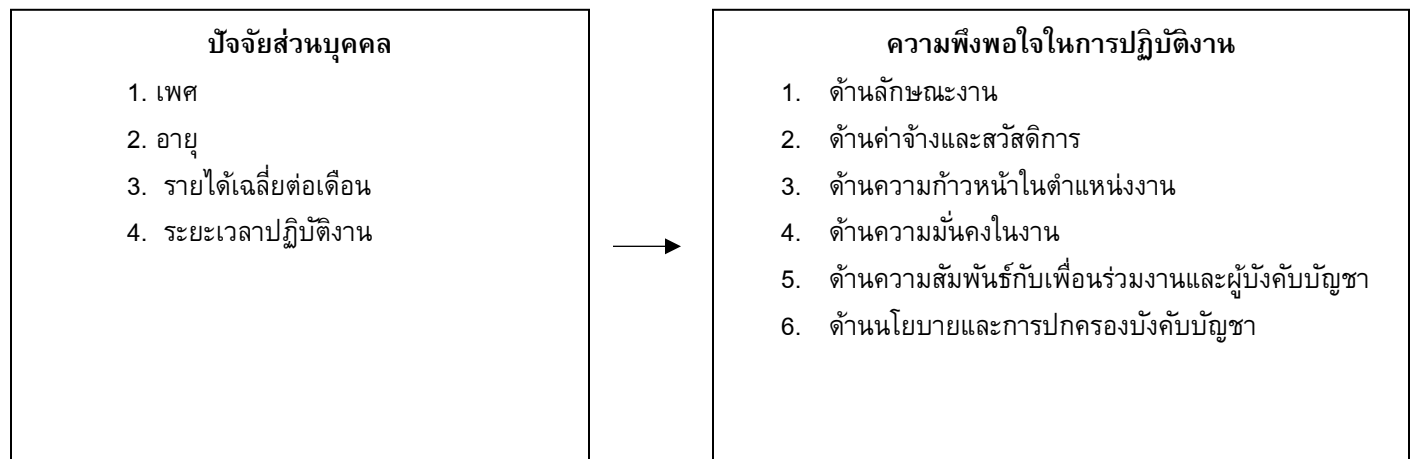 ปัจจัยส่วนบุคคล
1. เพศ
2. อายุ
3. รายได้เฉลี่ยต่อเดือน
4. ระยะเวลาปฏิบัติงาน
ความพึงพอใจในการปฏิบัติงาน
1. ด้านลักษณะงาน
2. ด้านค่าจ้างและสวัสดิการ
3. ด้านความก้าวหน้าในตำแหน่งงาน
4. ด้านความมั่นคงในงาน
5. ด้านความสัมพันธ์กับเพื่อนร่วมงานและผู้บังคับบัญชา
6. ด้านนโยบายและการปกครองบังคับบัญชา